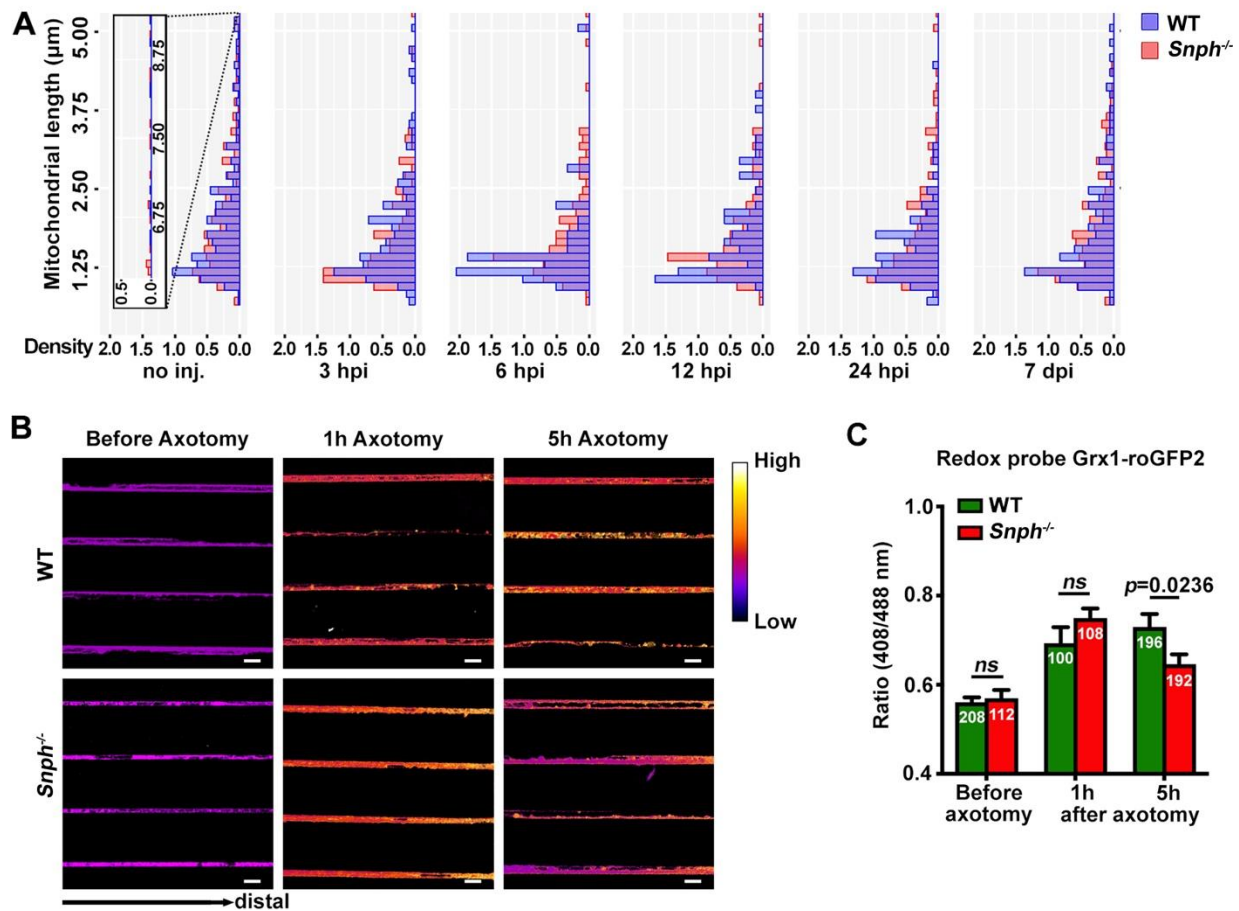 A
WT
Snph-/-
Mitochondrial length (μm)
5.00
3.75
2.50
1.25
8.75
7.50
6.75
0.5
0.0
Density
2.0 1.5 1.0 0.5 0.0
2.0 1.5 1.0 0.5 0.0
2.0 1.5 1.0 0.5 0.0
2.0 1.5 1.0 0.5 0.0
2.0 1.5 1.0 0.5 0.0
2.0 1.5 1.0 0.5 0.0
no inj. 3 hpi 6 hpi 12 hpi 24 hpi 7 dpi
B
Before Axotomy 1h Axotomy 5h Axotomy
WT
Snph-/-
High
Low
distal
C
Redox probe Grx1-roGFP2
WT
Snph-/-
Ratio (408/488 nm)
1.0
0.8
0.6
0.4
ns
ns
p=0.0236
208 112 100 108 196 192
Before 1h 5h
axotomy after axotomy